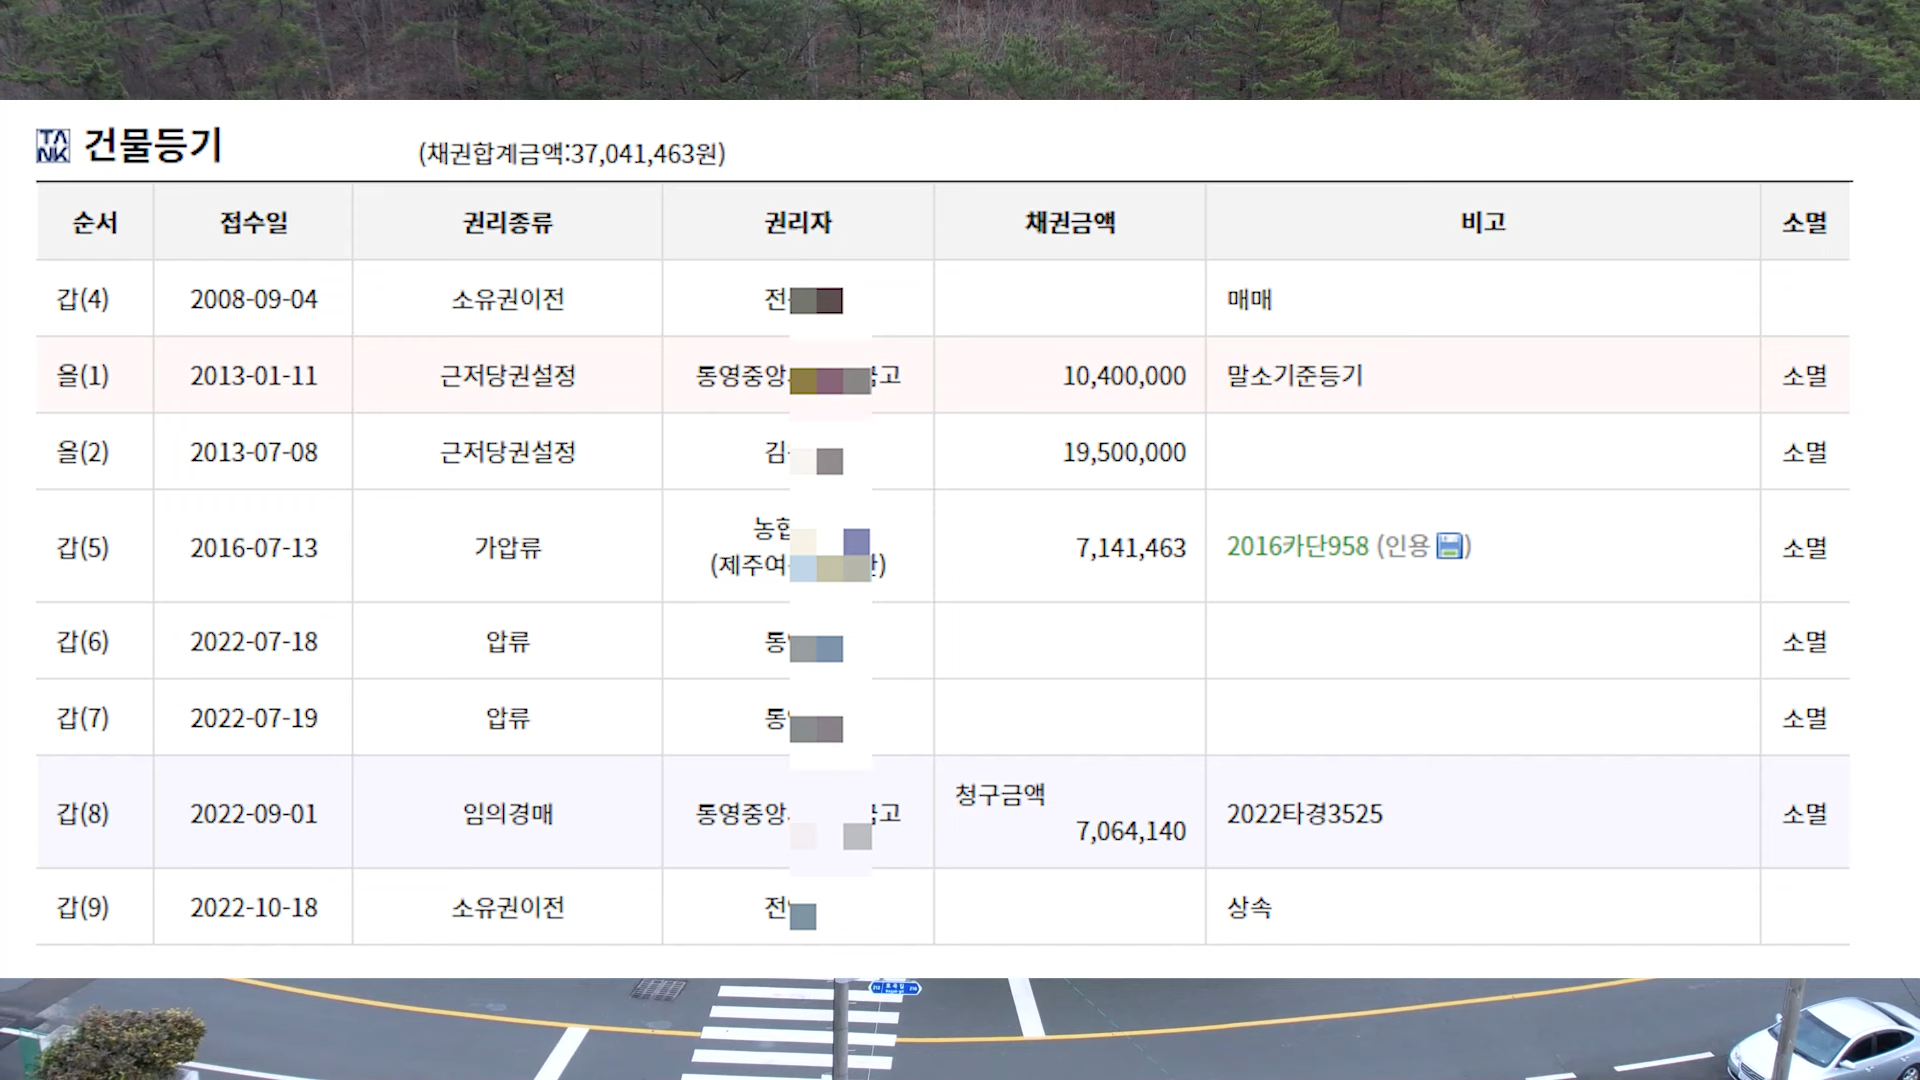 TANK 건물등기 (채권합계금액:37,041,463원)
순서 접수일 권리종류 권리자 채권금액 비고 소멸
갑(4) 2008-09-04 소유권이전 전 매매
을(1) 2013-01-11 근저당권설정 통영중앙 고 10,400,000 말소기준등기 소멸
을(2) 2013-07-08 근저당권설정 김 19,500,000 소멸
갑(5) 2016-07-13 가압류 농협 (제주여 ) 7,141,463 2016카단958 (인용) 소멸
갑(6) 2022-07-18 압류 통 소멸
갑(7) 2022-07-19 압류 통 소멸
갑(8) 2022-09-01 임의경매 통영중앙 고 청구금액 7,064,140 2022타경3525 소멸
갑(9) 2022-10-18 소유권이전 전 상속